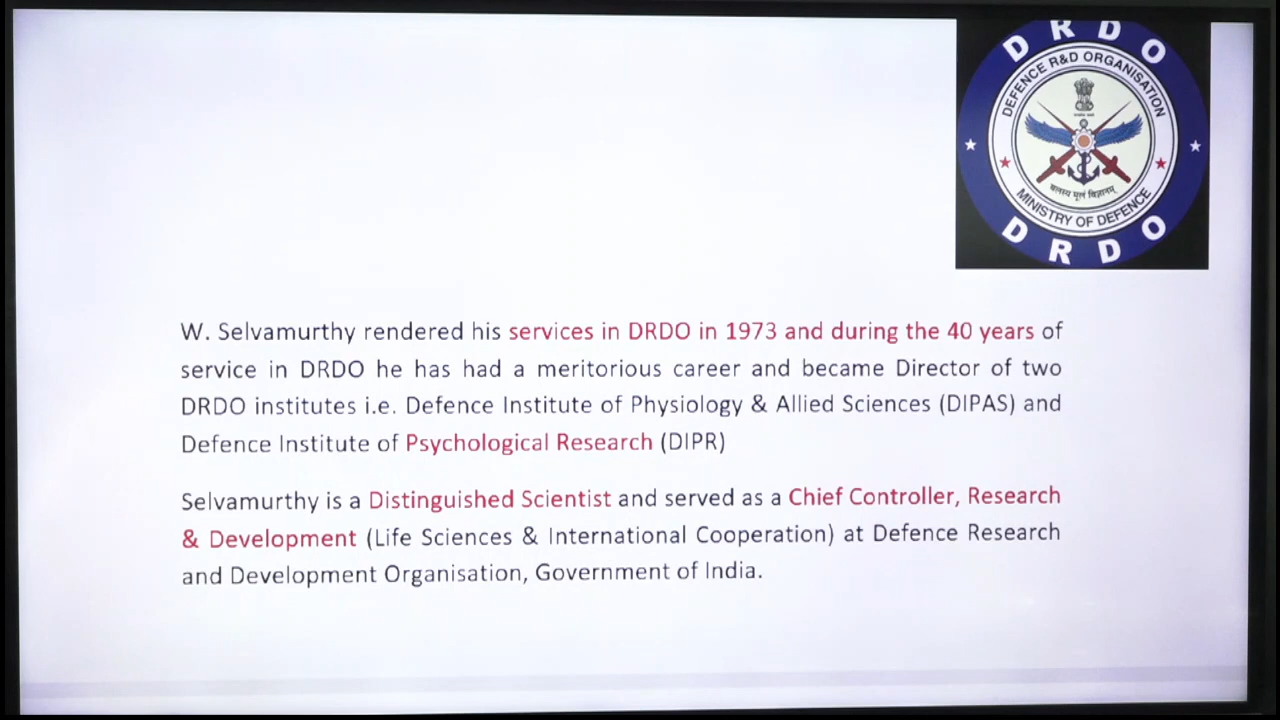 DRDO
DEFENCE R&D ORGANISATION
बलस्य मूलं विज्ञानम्
MINISTRY OF DEFENCE
DRDO
W. Selvamurthy rendered his services in DRDO in 1973 and during the 40 years of
service in DRDO he has had a meritorious career and became Director of two
DRDO institutes i.e. Defence Institute of Physiology & Allied Sciences (DIPAS) and
Defence Institute of Psychological Research (DIPR)
Selvamurthy is a Distinguished Scientist and served as a Chief Controller, Research
& Development (Life Sciences & International Cooperation) at Defence Research
and Development Organisation, Government of India.